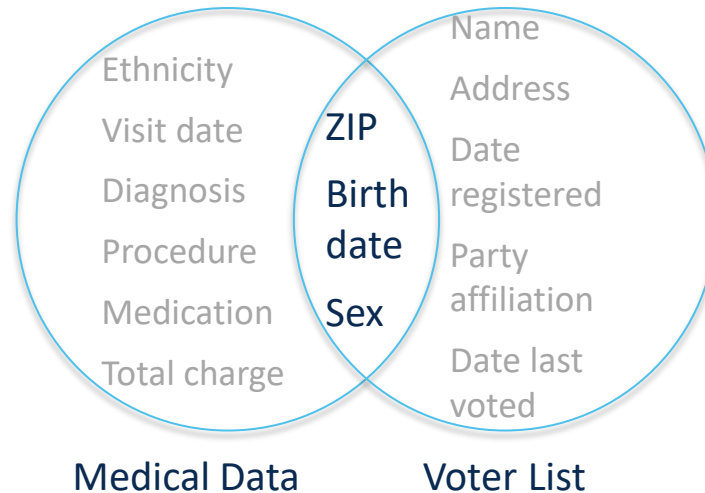 Ethnicity
Visit date
Diagnosis
Procedure
Medication
Total charge
ZIP
Birth
date
Sex
Name
Address
Date
registered
Party
affiliation
Date last
voted
Medical Data
Voter List